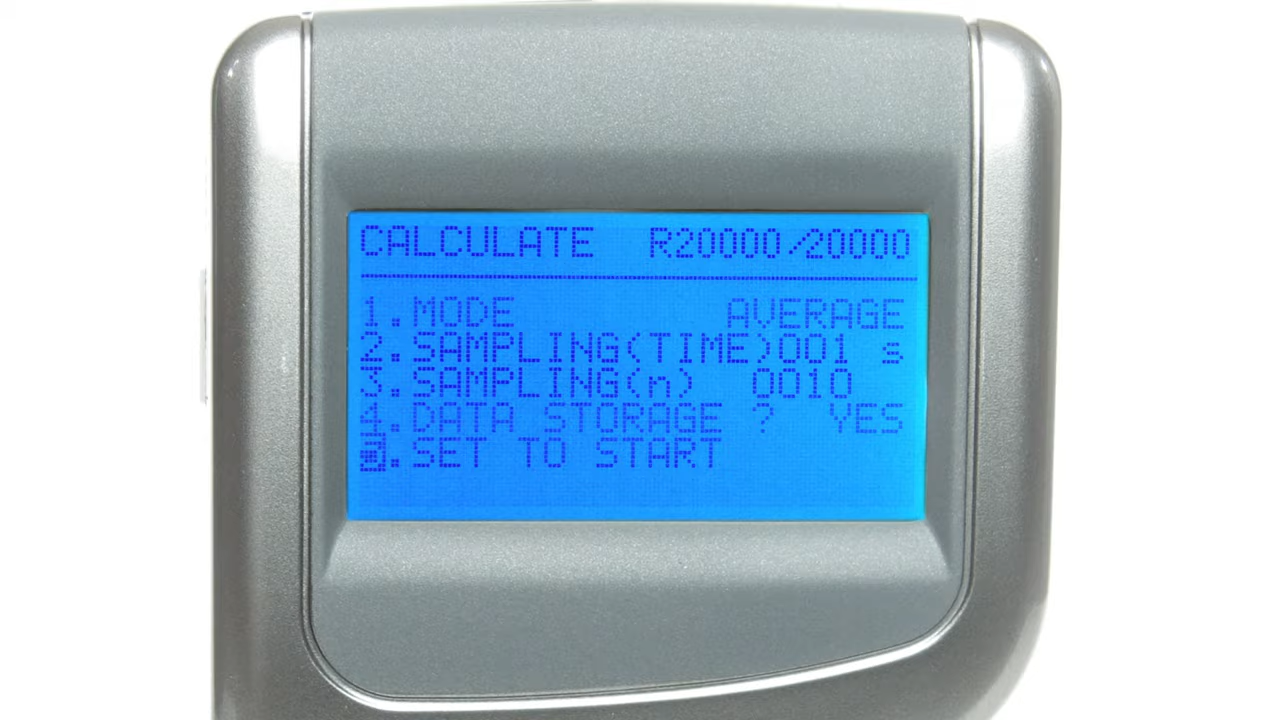 CALCULATE R20000/20000
1.MODE AVERAGE
2.SAMPLING(TIME)001 s
3.SAMPLING(n) 0010
4.DATA STORAGE ? YES
.SET TO START